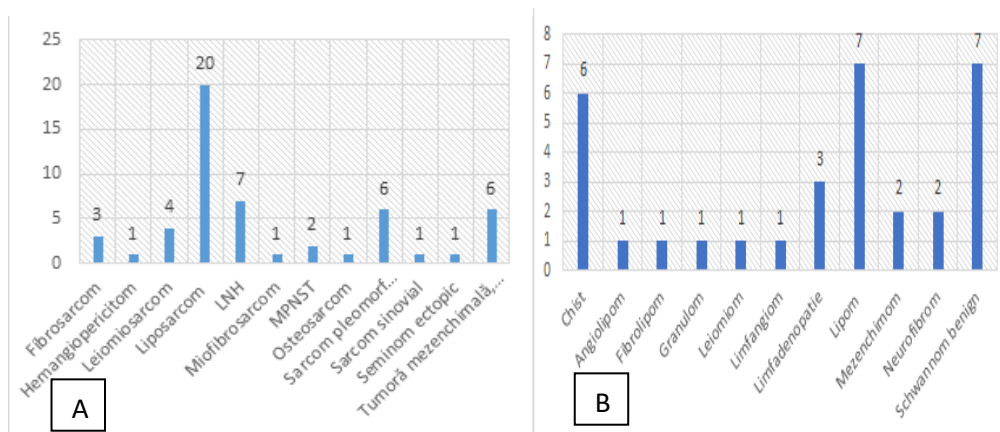 A
25
20
15
10
5
0
3
1
4
20
7
1
2
1
6
1
1
6
Fibrosarcom
Hemangiopericitom
Leiomiosarcom
Liposarcom
LNH
Miofibrosarcom
MPNST
Osteosarcom
Sarcom pleomorf...
Sarcom sinovial
Seminom ectopic
Tumoră mezenchimală,...
B
8
7
6
5
4
3
2
1
0
6
1
1
1
1
1
3
7
2
2
7
Chist
Angiolipom
Fibrolipom
Granulom
Leiomiom
Limfangiom
Limfadenopatie
Lipom
Mezenchimom
Neurofibrom
Schwannom benign